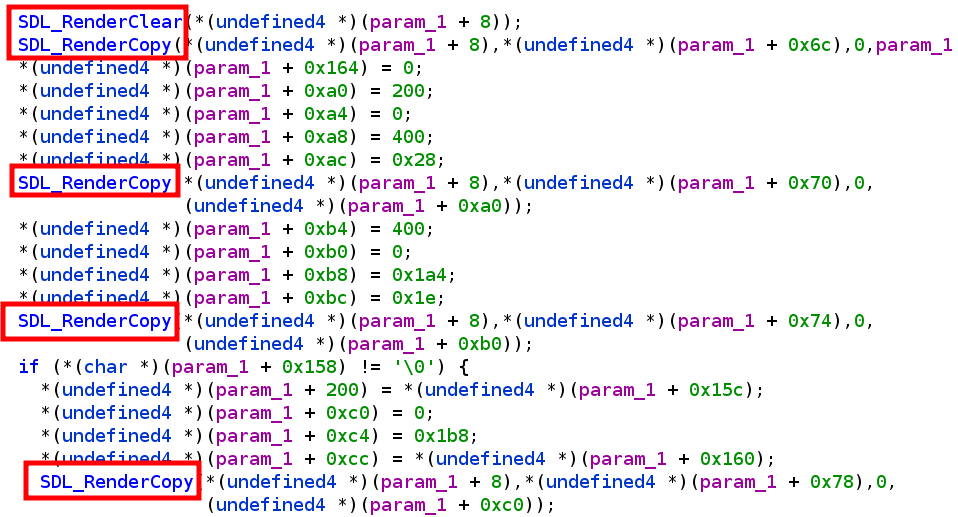 SDL_RenderClear(*(undefined4 *)(param_1 + 8));
SDL_RenderCopy(*(undefined4 *)(param_1 + 8),*(undefined4 *)(param_1 + 0x6c),0,param_1
*(undefined4 *)(param_1 + 0x164) = 0;
*(undefined4 *)(param_1 + 0xa0) = 200;
*(undefined4 *)(param_1 + 0xa4) = 0;
*(undefined4 *)(param_1 + 0xa8) = 400;
*(undefined4 *)(param_1 + 0xac) = 0x28;
SDL_RenderCopy(*(undefined4 *)(param_1 + 8),*(undefined4 *)(param_1 + 0x70),0,
(undefined4 *)(param_1 + 0xa0));
*(undefined4 *)(param_1 + 0xb4) = 400;
*(undefined4 *)(param_1 + 0xb0) = 0;
*(undefined4 *)(param_1 + 0xb8) = 0x1a4;
*(undefined4 *)(param_1 + 0xbc) = 0x1e;
SDL_RenderCopy(*(undefined4 *)(param_1 + 8),*(undefined4 *)(param_1 + 0x74),0,
(undefined4 *)(param_1 + 0xb0));
if (*(char *)(param_1 + 0x158) != '\0') {
*(undefined4 *)(param_1 + 200) = *(undefined4 *)(param_1 + 0x15c);
*(undefined4 *)(param_1 + 0xc0) = 0;
*(undefined4 *)(param_1 + 0xc4) = 0x1b8;
*(undefined4 *)(param_1 + 0xcc) = *(undefined4 *)(param_1 + 0x160);
SDL_RenderCopy(*(undefined4 *)(param_1 + 8),*(undefined4 *)(param_1 + 0x78),0,
(undefined4 *)(param_1 + 0xc0));